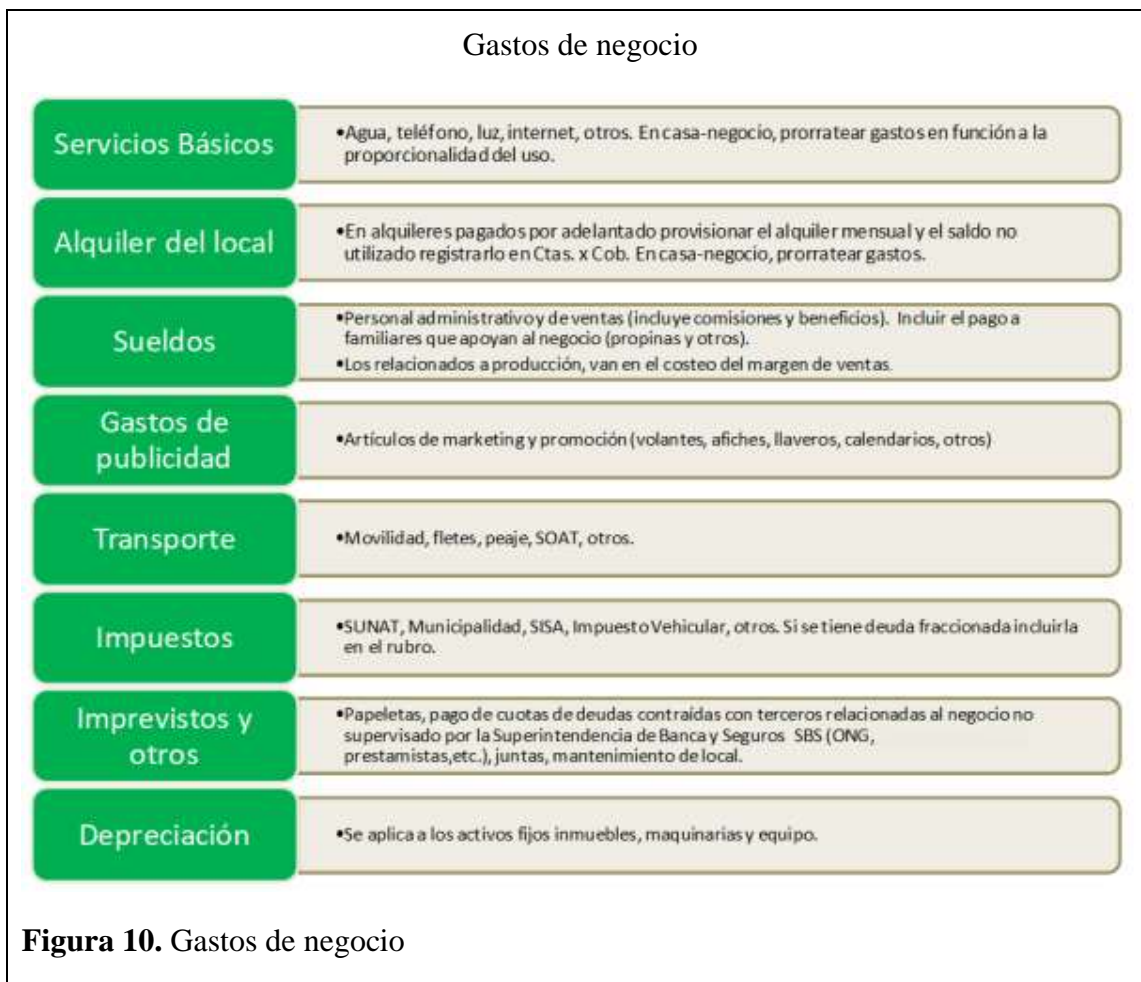 Gastos de negocio
Servicios Básicos
•Agua, teléfono, luz, internet, otros. En casa-negocio, prorratear gastos en función a la
proporcionalidad del uso.
Alquiler del local
•En alquileres pagados por adelantado provisionar el alquiler mensual y el saldo no
utilizado registrarlo en Ctas. x Cob. En casa-negocio, prorratear gastos.
Sueldos
•Personal administrativo y de ventas (incluye comisiones y beneficios). Incluir el pago a
familiares que apoyan al negocio (propinas y otros).
•Los relacionados a producción, van en el costeo del margen de ventas.
Gastos de
publicidad
•Artículos de marketing y promoción (volantes, afiches, llaveros, calendarios, otros)
Transporte
•Movilidad, fletes, peaje, SOAT, otros.
Impuestos
•SUNAT, Municipalidad, SISA, Impuesto Vehicular, otros. Si se tiene deuda fraccionada incluirla
en el rubro.
Imprevistos y
otros
•Papeletas, pago de cuotas de deudas contraídas con terceros relacionadas al negocio no
supervisado por la Superintendencia de Banca y Seguros SBS (ONG,
prestamistas,etc.), juntas, mantenimiento de local.
Depreciación
•Se aplica a los activos fijos inmuebles, maquinarias y equipo.
Figura 10. Gastos de negocio